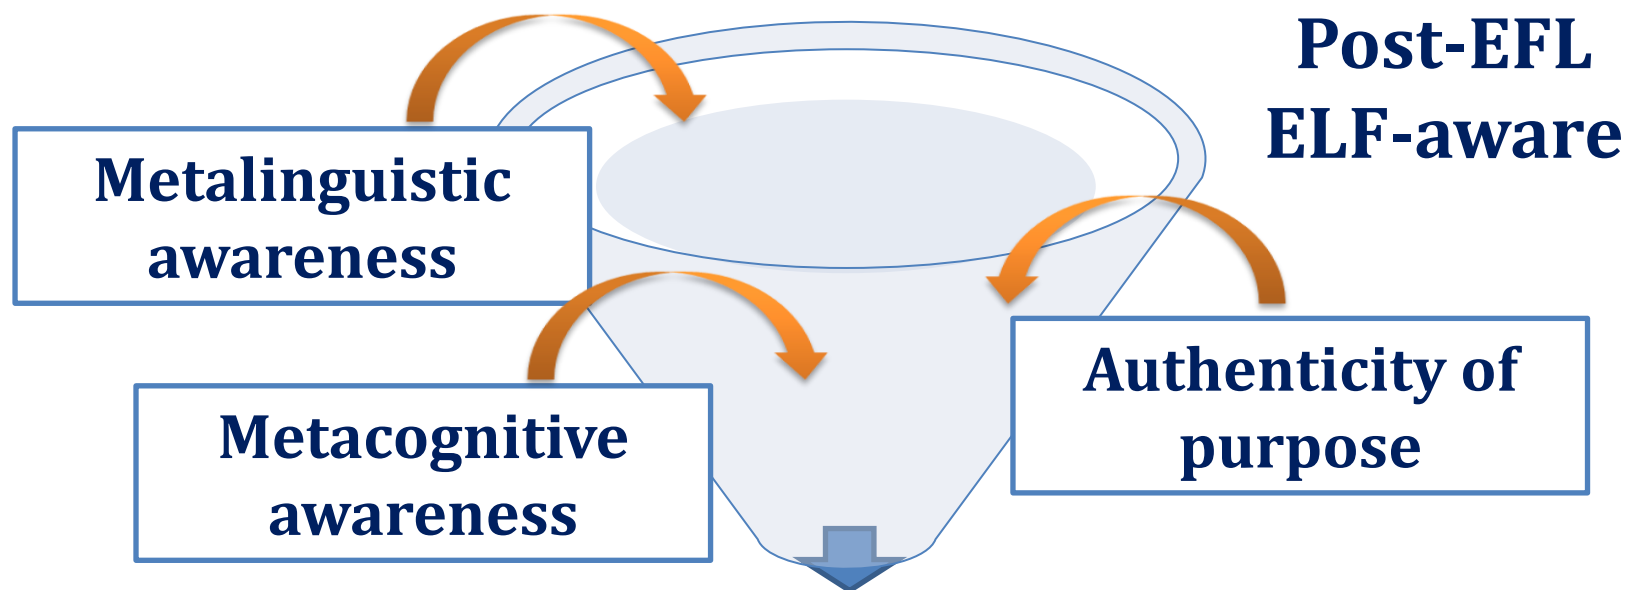 Post-EFL
ELF-aware
Metalinguistic
awareness
Metacognitive
awareness
Authenticity of
purpose